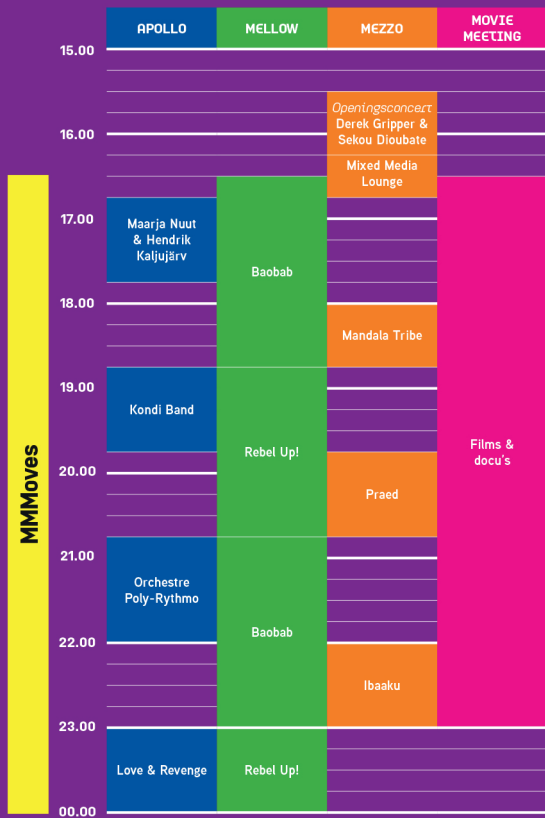 APOLLO
MELLOW
MEZZO
MOVIE
MEETING
15.00
Openingsconcert
Derek Gripper &
Sekou Dioubate
16.00
Mixed Media
Lounge
17.00
Maarja Nuut
& Hendrik
Kaljujärv
Baobab
18.00
Mandala Tribe
19.00
Kondi Band
Rebel Up!
Films &
docu's
20.00
Praed
MMMoves
21.00
Orchestre
Poly-Rythmo
Baobab
22.00
Ibaaku
23.00
Love & Revenge
Rebel Up!
00.00